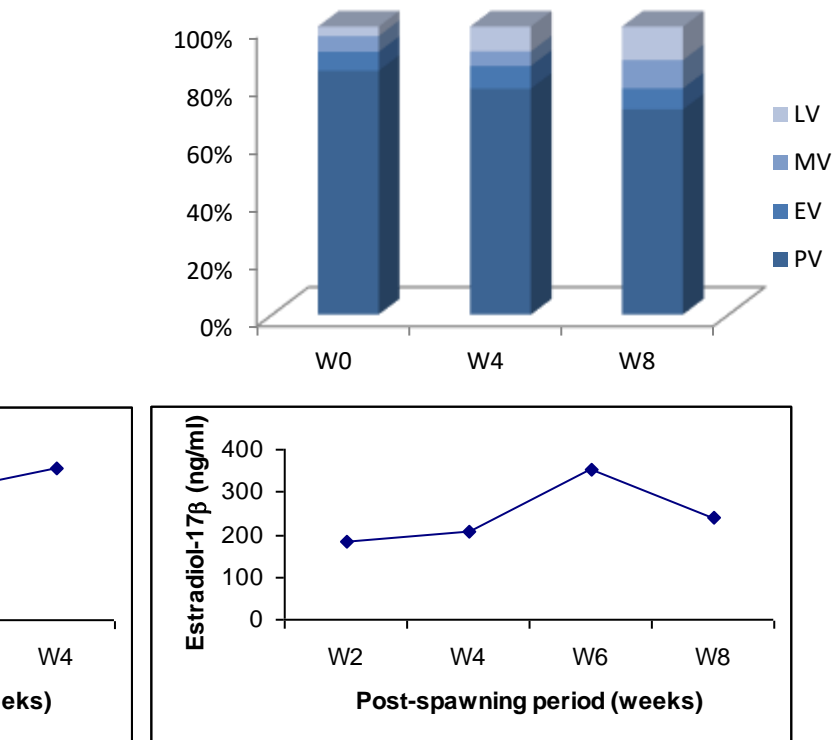 100%
80%
60%
40%
20%
0%
W0 W4 W8
LV
MV
EV
PV
W4
eks)
Estradiol-17β (ng/ml)
400
300
200
100
0
W2 W4 W6 W8
Post-spawning period (weeks)